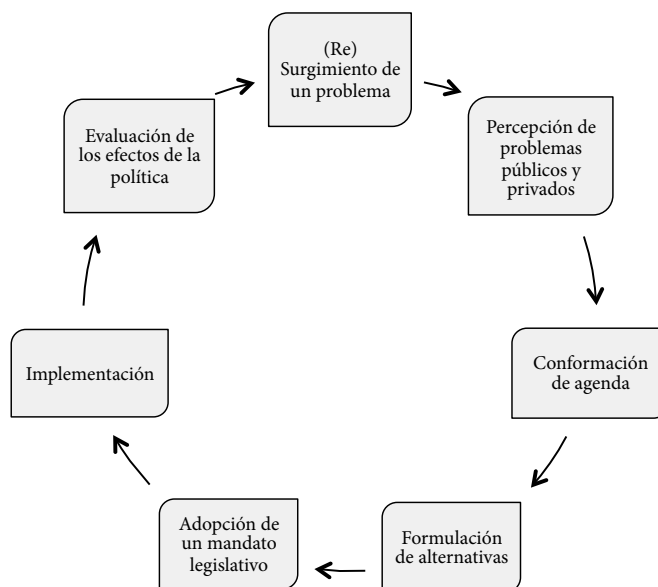 (Re)
Surgimiento de
un problema
Percepción de
problemas
públicos y
privados
Conformación
de agenda
Formulación
de alternativas
Adopción de
un mandato
legislativo
Implementación
Evaluación de
los efectos de la
política